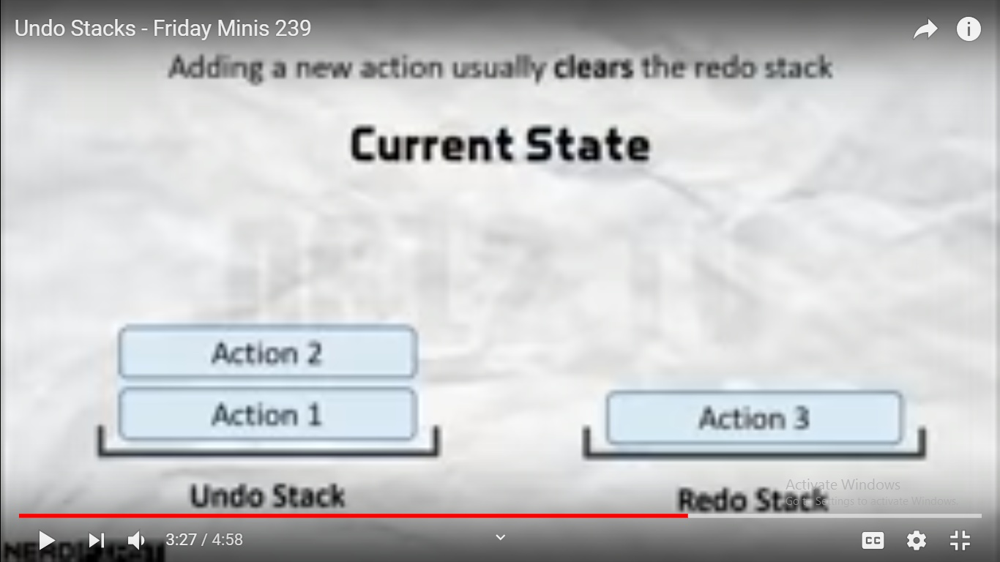 Undo Stacks - Friday Minis 239
Adding a new action usually clears the redo stack
Current State
Action 2
Action 1
Action 3
Undo Stack
Redo Stack
Activate Windows
Go to Settings to activate Windows.
3:27 / 4:58
CC